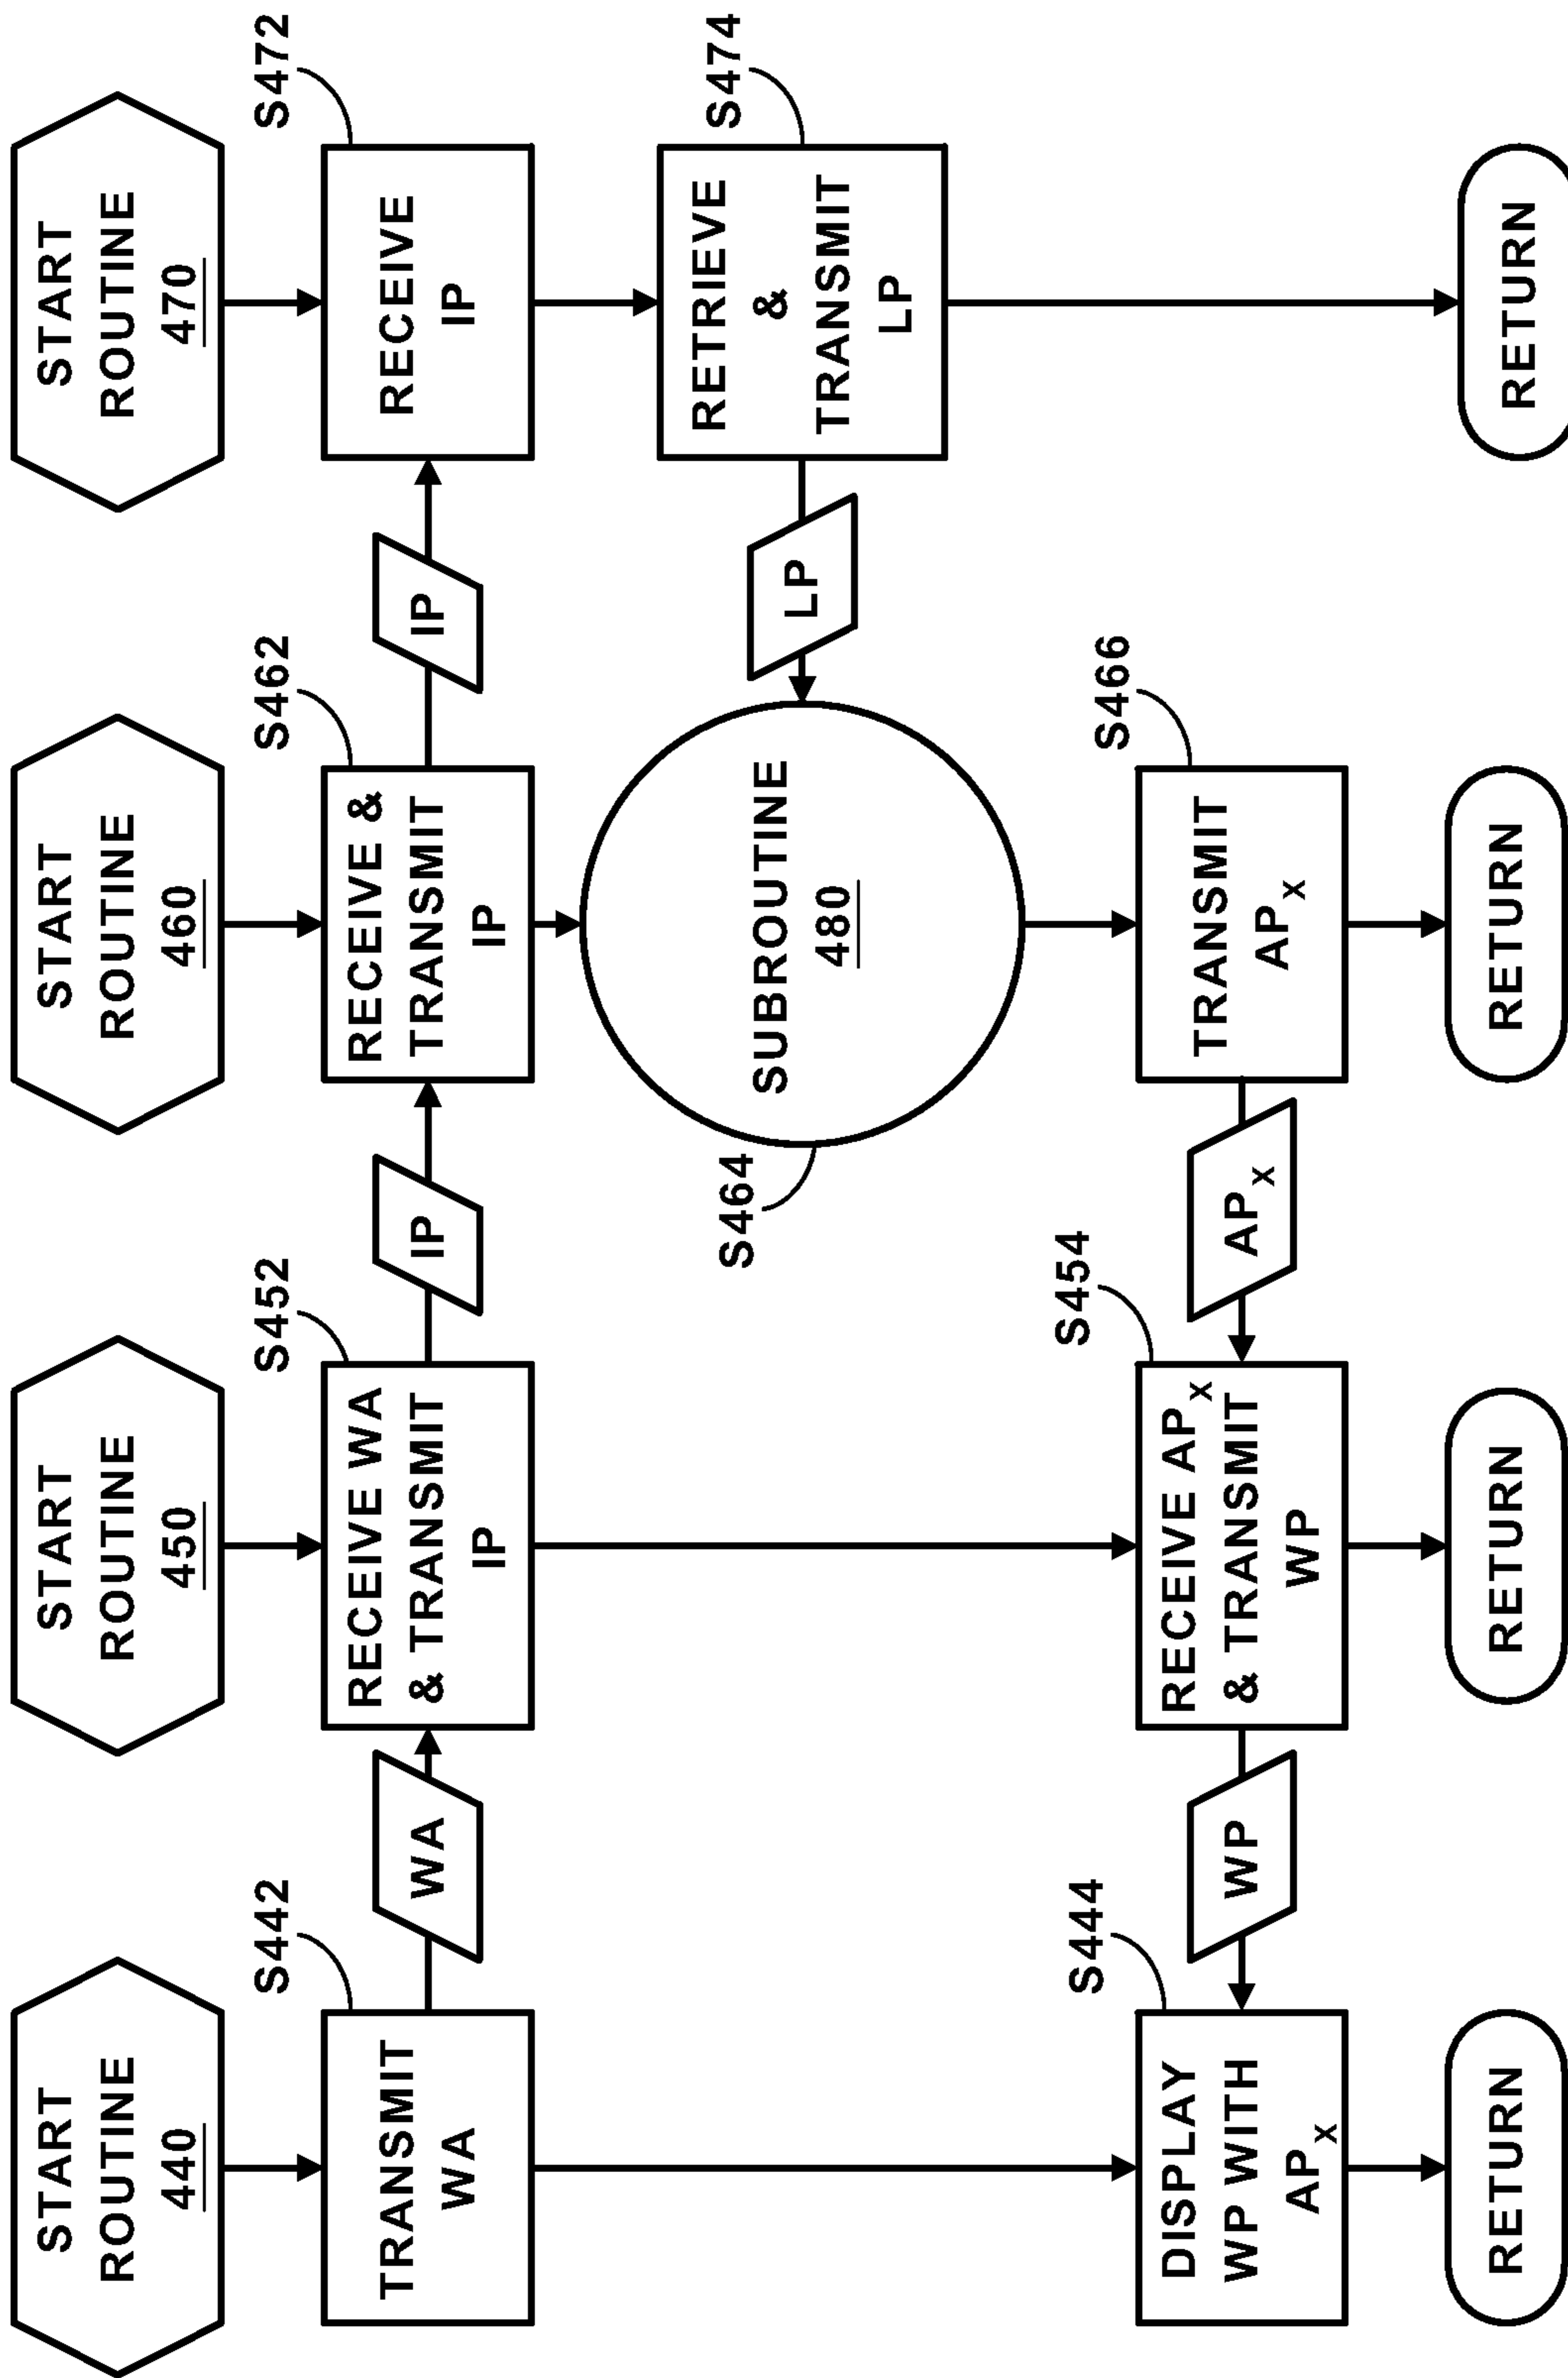 START
ROUTINE
440
S442
TRANSMIT
WA
WA
S444
DISPLAY
WP WITH
APX
WP
RETURN
START
ROUTINE
450
S452
RECEIVE WA
& TRANSMIT
IP
IP
S454
RECEIVE APX
& TRANSMIT
WP
APX
RETURN
START
ROUTINE
460
S462
RECEIVE &
TRANSMIT
IP
IP
S464
SUBROUTINE
480
LP
S466
TRANSMIT
APX
RETURN
START
ROUTINE
470
S472
RECEIVE
IP
S474
RETRIEVE
&
TRANSMIT
LP
RETURN